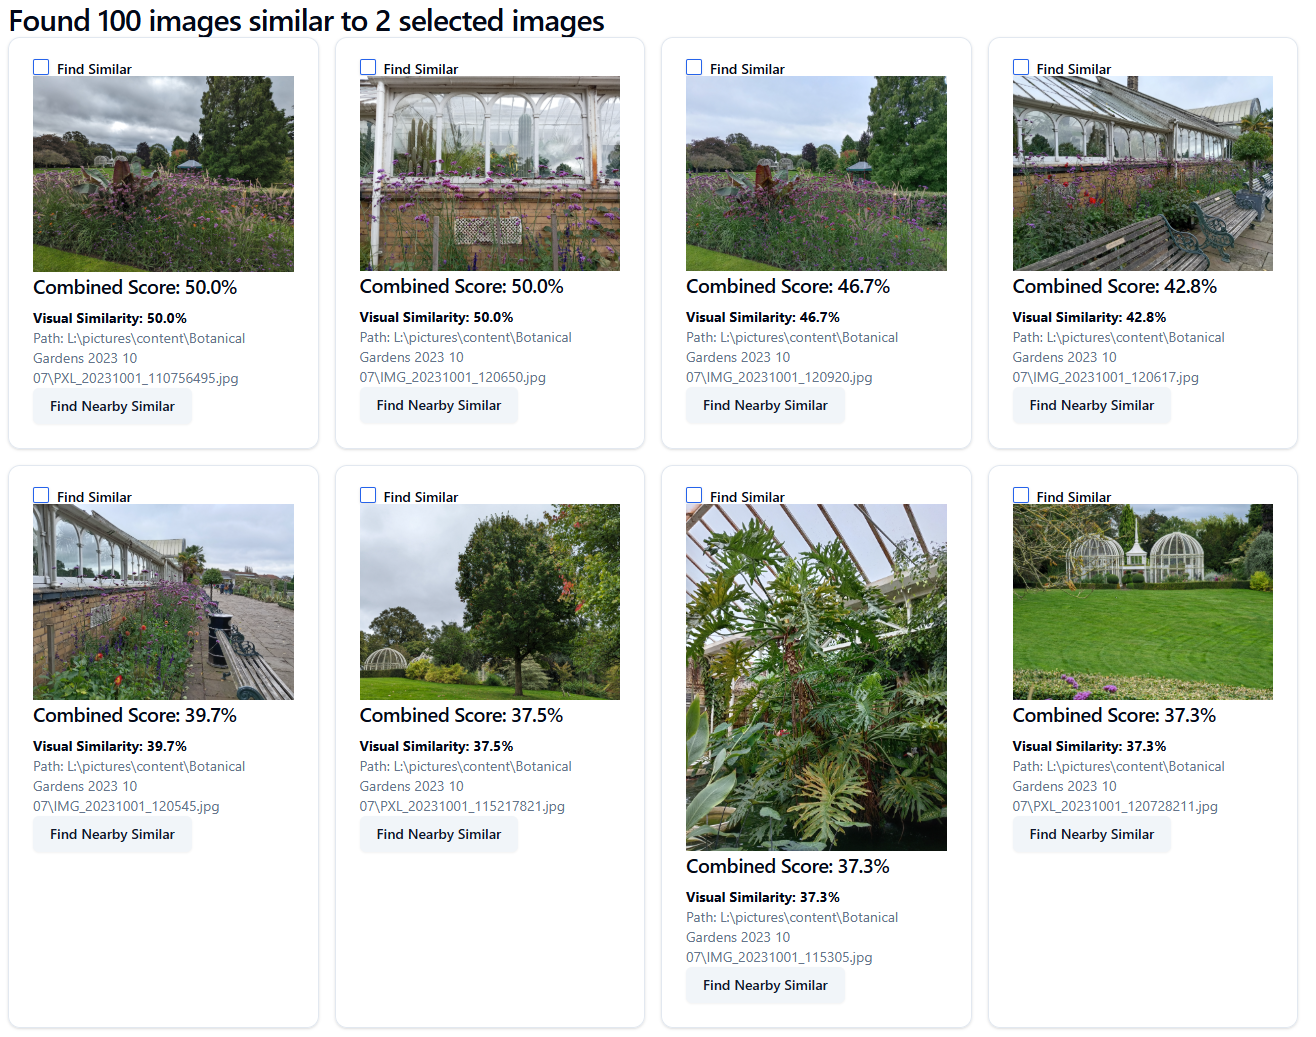 Found 100 images similar to 2 selected images
Find Similar
Combined Score: 50.0%
Visual Similarity: 50.0%
Path: L:\pictures\content\Botanical
Gardens 2023 10
07\PXL_20231001_110756495.jpg
Find Nearby Similar
Find Similar
Combined Score: 50.0%
Visual Similarity: 50.0%
Path: L:\pictures\content\Botanical
Gardens 2023 10
07\IMG_20231001_120650.jpg
Find Nearby Similar
Find Similar
Combined Score: 46.7%
Visual Similarity: 46.7%
Path: L:\pictures\content\Botanical
Gardens 2023 10
07\IMG_20231001_120920.jpg
Find Nearby Similar
Find Similar
Combined Score: 42.8%
Visual Similarity: 42.8%
Path: L:\pictures\content\Botanical
Gardens 2023 10
07\IMG_20231001_120617.jpg
Find Nearby Similar
Find Similar
Combined Score: 39.7%
Visual Similarity: 39.7%
Path: L:\pictures\content\Botanical
Gardens 2023 10
07\IMG_20231001_120545.jpg
Find Nearby Similar
Find Similar
Combined Score: 37.5%
Visual Similarity: 37.5%
Path: L:\pictures\content\Botanical
Gardens 2023 10
07\PXL_20231001_115217821.jpg
Find Nearby Similar
Find Similar
Combined Score: 37.3%
Visual Similarity: 37.3%
Path: L:\pictures\content\Botanical
Gardens 2023 10
07\IMG_20231001_115305.jpg
Find Nearby Similar
Find Similar
Combined Score: 37.3%
Visual Similarity: 37.3%
Path: L:\pictures\content\Botanical
Gardens 2023 10
07\PXL_20231001_120728211.jpg
Find Nearby Similar